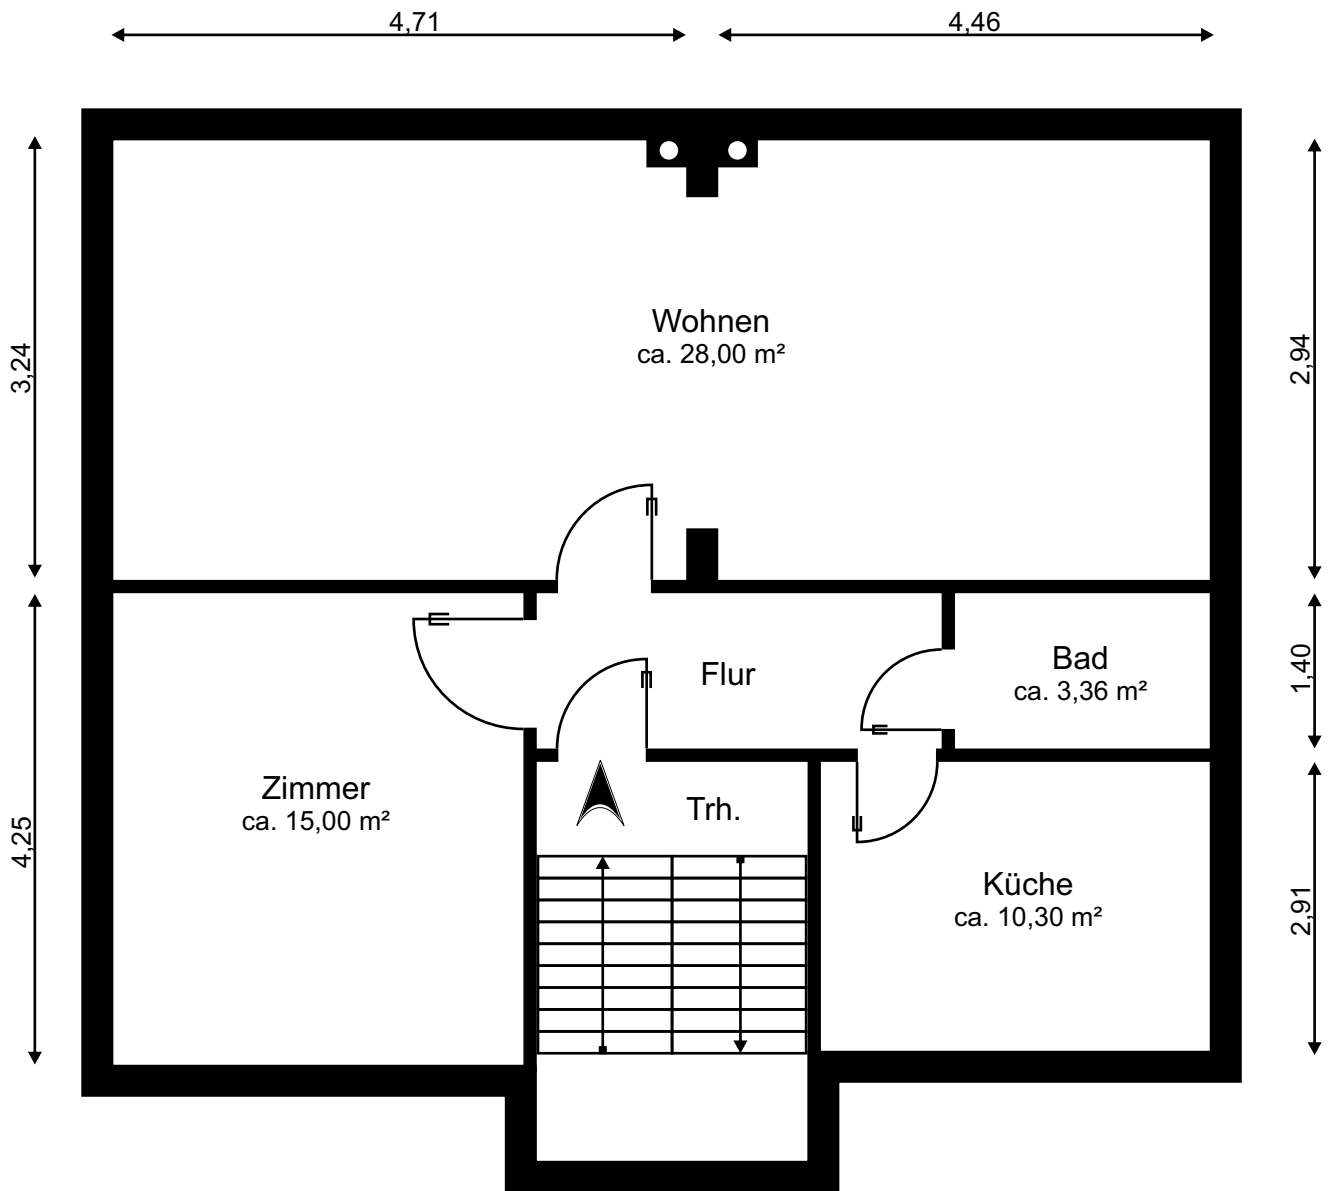 4,71
4,46
3,24
2,94
Wohnen
ca. 28,00 m²
Flur
Bad
ca. 3,36 m²
1,40
Zimmer
ca. 15,00 m²
Trh.
4,25
Küche
ca. 10,30 m²
2,91